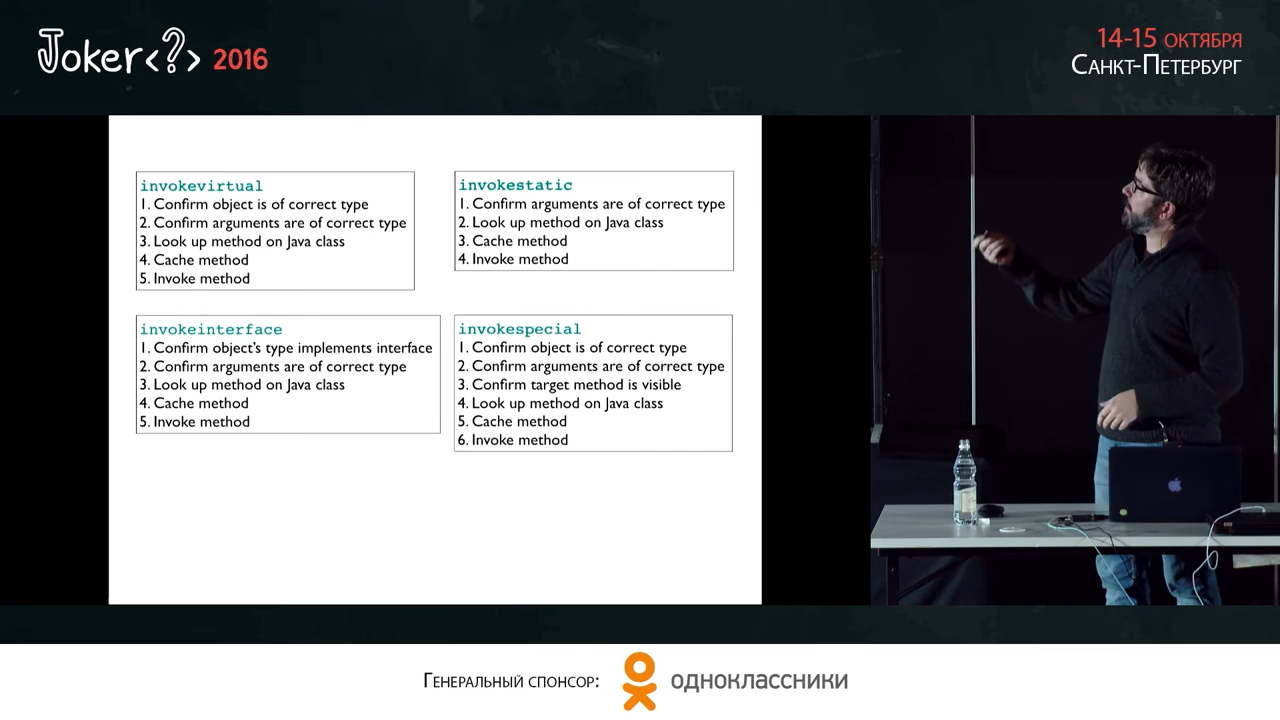 Joker<?> 2016
14-15 октября
Санкт-Петербург
invokevirtual
1. Confirm object is of correct type
2. Confirm arguments are of correct type
3. Look up method on Java class
4. Cache method
5. Invoke method
invokestatic
1. Confirm arguments are of correct type
2. Look up method on Java class
3. Cache method
4. Invoke method
invokeinterface
1. Confirm object's type implements interface
2. Confirm arguments are of correct type
3. Look up method on Java class
4. Cache method
5. Invoke method
invokespecial
1. Confirm object is of correct type
2. Confirm arguments are of correct type
3. Confirm target method is visible
4. Look up method on Java class
5. Cache method
6. Invoke method
Генеральный спонсор:
одноклассники